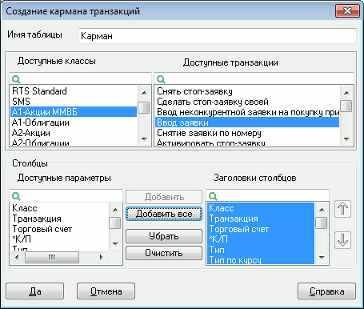 Создание кармана транзакций
Имя таблицы Карман
Доступные классы
RTS Standard
SMS
А1-Акции ММВБ
А1-Облигации
А2-Акции
А2-Облигации
Доступные транзакции
Снять стоп-заявку
Сделать стоп-заявку своей
Ввод неконкурентной заявки на покупку при
Ввод заявки
Снятие заявки по номеру
Активировать стоп-заявку
Столбцы
Доступные параметры
Класс
Транзакция
Торговый счет
*К/П
Тип
Добавить
Добавить все
Убрать
Очистить
Заголовки столбцов
Класс
Транзакция
Торговый счет
*К/П
Тип
Тип по курсу
Да
Отмена
Справка